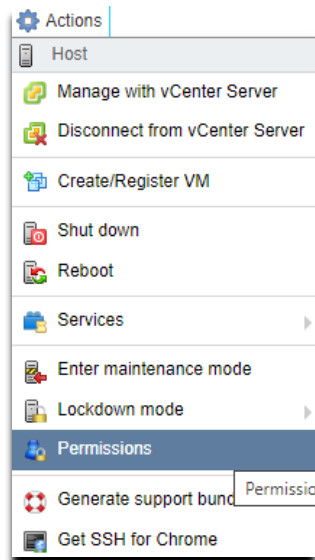 Actions
Host
Manage with vCenter Server
Disconnect from vCenter Server
Create/Register VM
Shut down
Reboot
Services
Enter maintenance mode
Lockdown mode
Permissions
Generate support bund
Permissio
Get SSH for Chrome